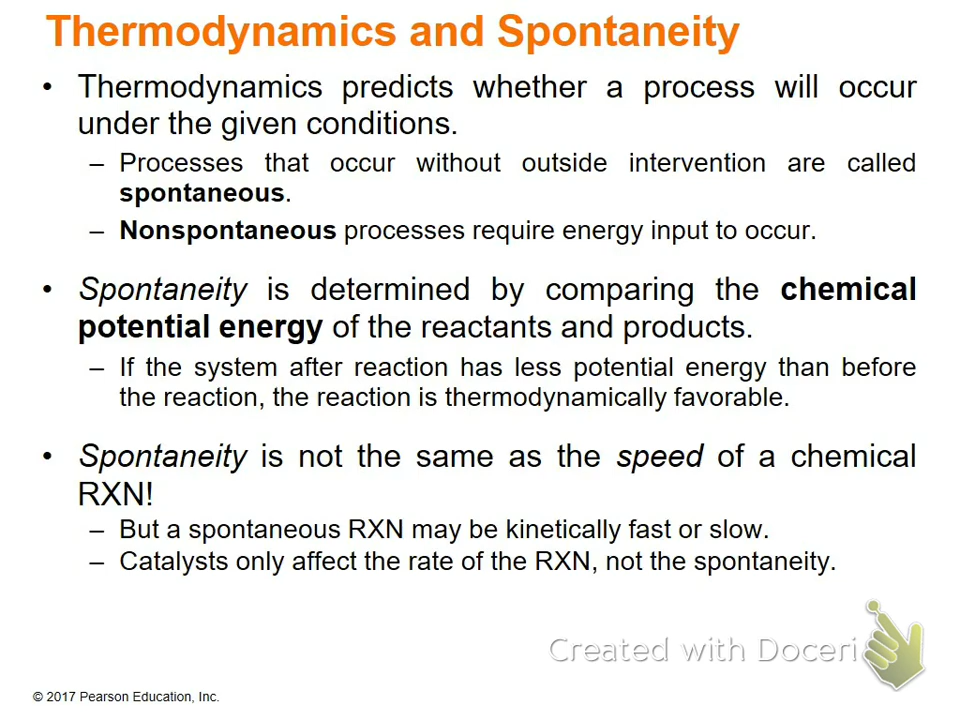 Thermodynamics and Spontaneity
• Thermodynamics predicts whether a process will occur
under the given conditions.
– Processes that occur without outside intervention are called
spontaneous.
– Nonspontaneous processes require energy input to occur.
• Spontaneity is determined by comparing the chemical
potential energy of the reactants and products.
– If the system after reaction has less potential energy than before
the reaction, the reaction is thermodynamically favorable.
• Spontaneity is not the same as the speed of a chemical
RXN!
– But a spontaneous RXN may be kinetically fast or slow.
– Catalysts only affect the rate of the RXN, not the spontaneity.
Created with Doceri
© 2017 Pearson Education, Inc.